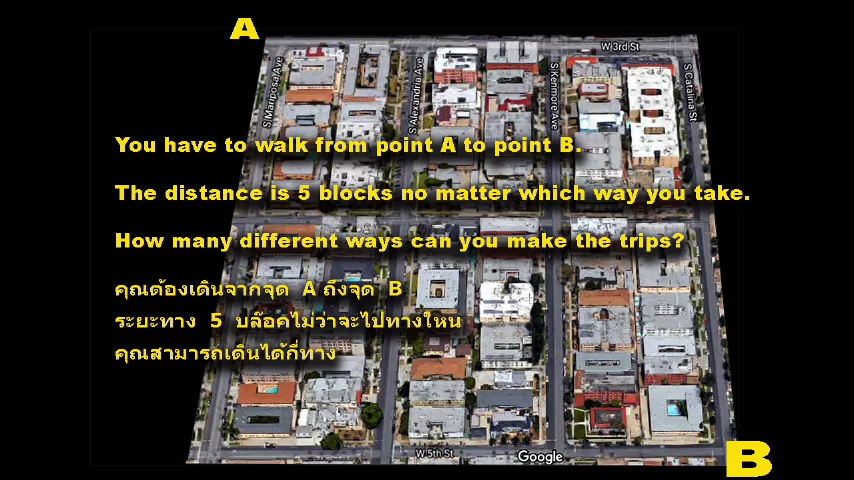 A
W 3rd St
S Mariposa Ave
S Alexandria Ave
S Kenmore Ave
S Catalina St
You have to walk from point A to point B.
The distance is 5 blocks no matter which way you take.
How many different ways can you make the trips?
คุณต้องเดินจากจุด A ถึงจุด B
ระยะทาง 5 บล๊อคไม่ว่าจะไปทางใหน
คุณสามารถเดินได้กี่ทาง
W 5th St
Google
B